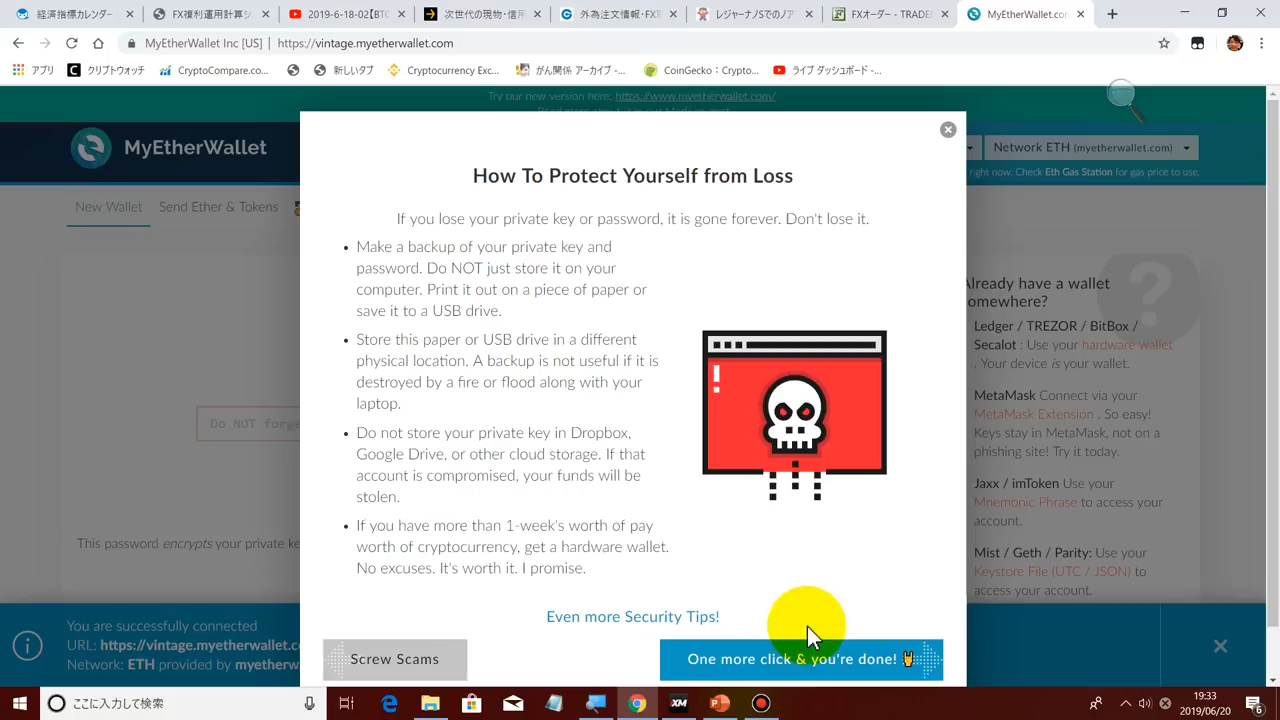 経済指標カレンダー
FX複利運用計算シ
2019-6-18-02【BTC
次世代の現物・信用
外為注文情報・FX
レジャーナノSでのノア
FXオーダー - TRADE
MyEtherWallet.com
MyEtherWallet Inc [US] | https://vintage.myetherwallet.com
アプリ
クリプトウォッチ
CryptoCompare.co...
新しいタブ
Cryptocurrency Exc...
がん関係 アーカイブ -...
CoinGecko：Crypto...
ライブ ダッシュボード -...
Try our new version here: https://www.myetherwallet.com/
MyEtherWallet
Network ETH (myetherwallet.com)
right now. Check Eth Gas Station for gas price to use.
New Wallet
Send Ether & Tokens
How To Protect Yourself from Loss
If you lose your private key or password, it is gone forever. Don't lose it.
• Make a backup of your private key and
password. Do NOT just store it on your
computer. Print it out on a piece of paper or
save it to a USB drive.
• Store this paper or USB drive in a different
physical location. A backup is not useful if it is
destroyed by a fire or flood along with your
laptop.
• Do not store your private key in Dropbox,
Google Drive, or other cloud storage. If that
account is compromised, your funds will be
stolen.
• If you have more than 1-week's worth of pay
worth of cryptocurrency, get a hardware wallet.
No excuses. It's worth it. I promise.
Even more Security Tips!
Screw Scams
One more click & you're done!
Do NOT forge
This password encrypts your private ke
Already have a wallet
somewhere?
Ledger / TREZOR / BitBox /
Secalot : Use your hardware wallet
. Your device is your wallet.
MetaMask Connect via your
MetaMask Extension . So easy!
Keys stay in MetaMask, not on a
phishing site! Try it today.
Jaxx / imToken Use your
Mnemonic Phrase to access your
account.
Mist / Geth / Parity: Use your
Keystore File (UTC / JSON) to
access your account.
You are successfully connected
URL: https://vintage.myetherwallet.c
Network: ETH provided by myetherw
ここに入力して検索
XM
19:33
2019/06/20
6